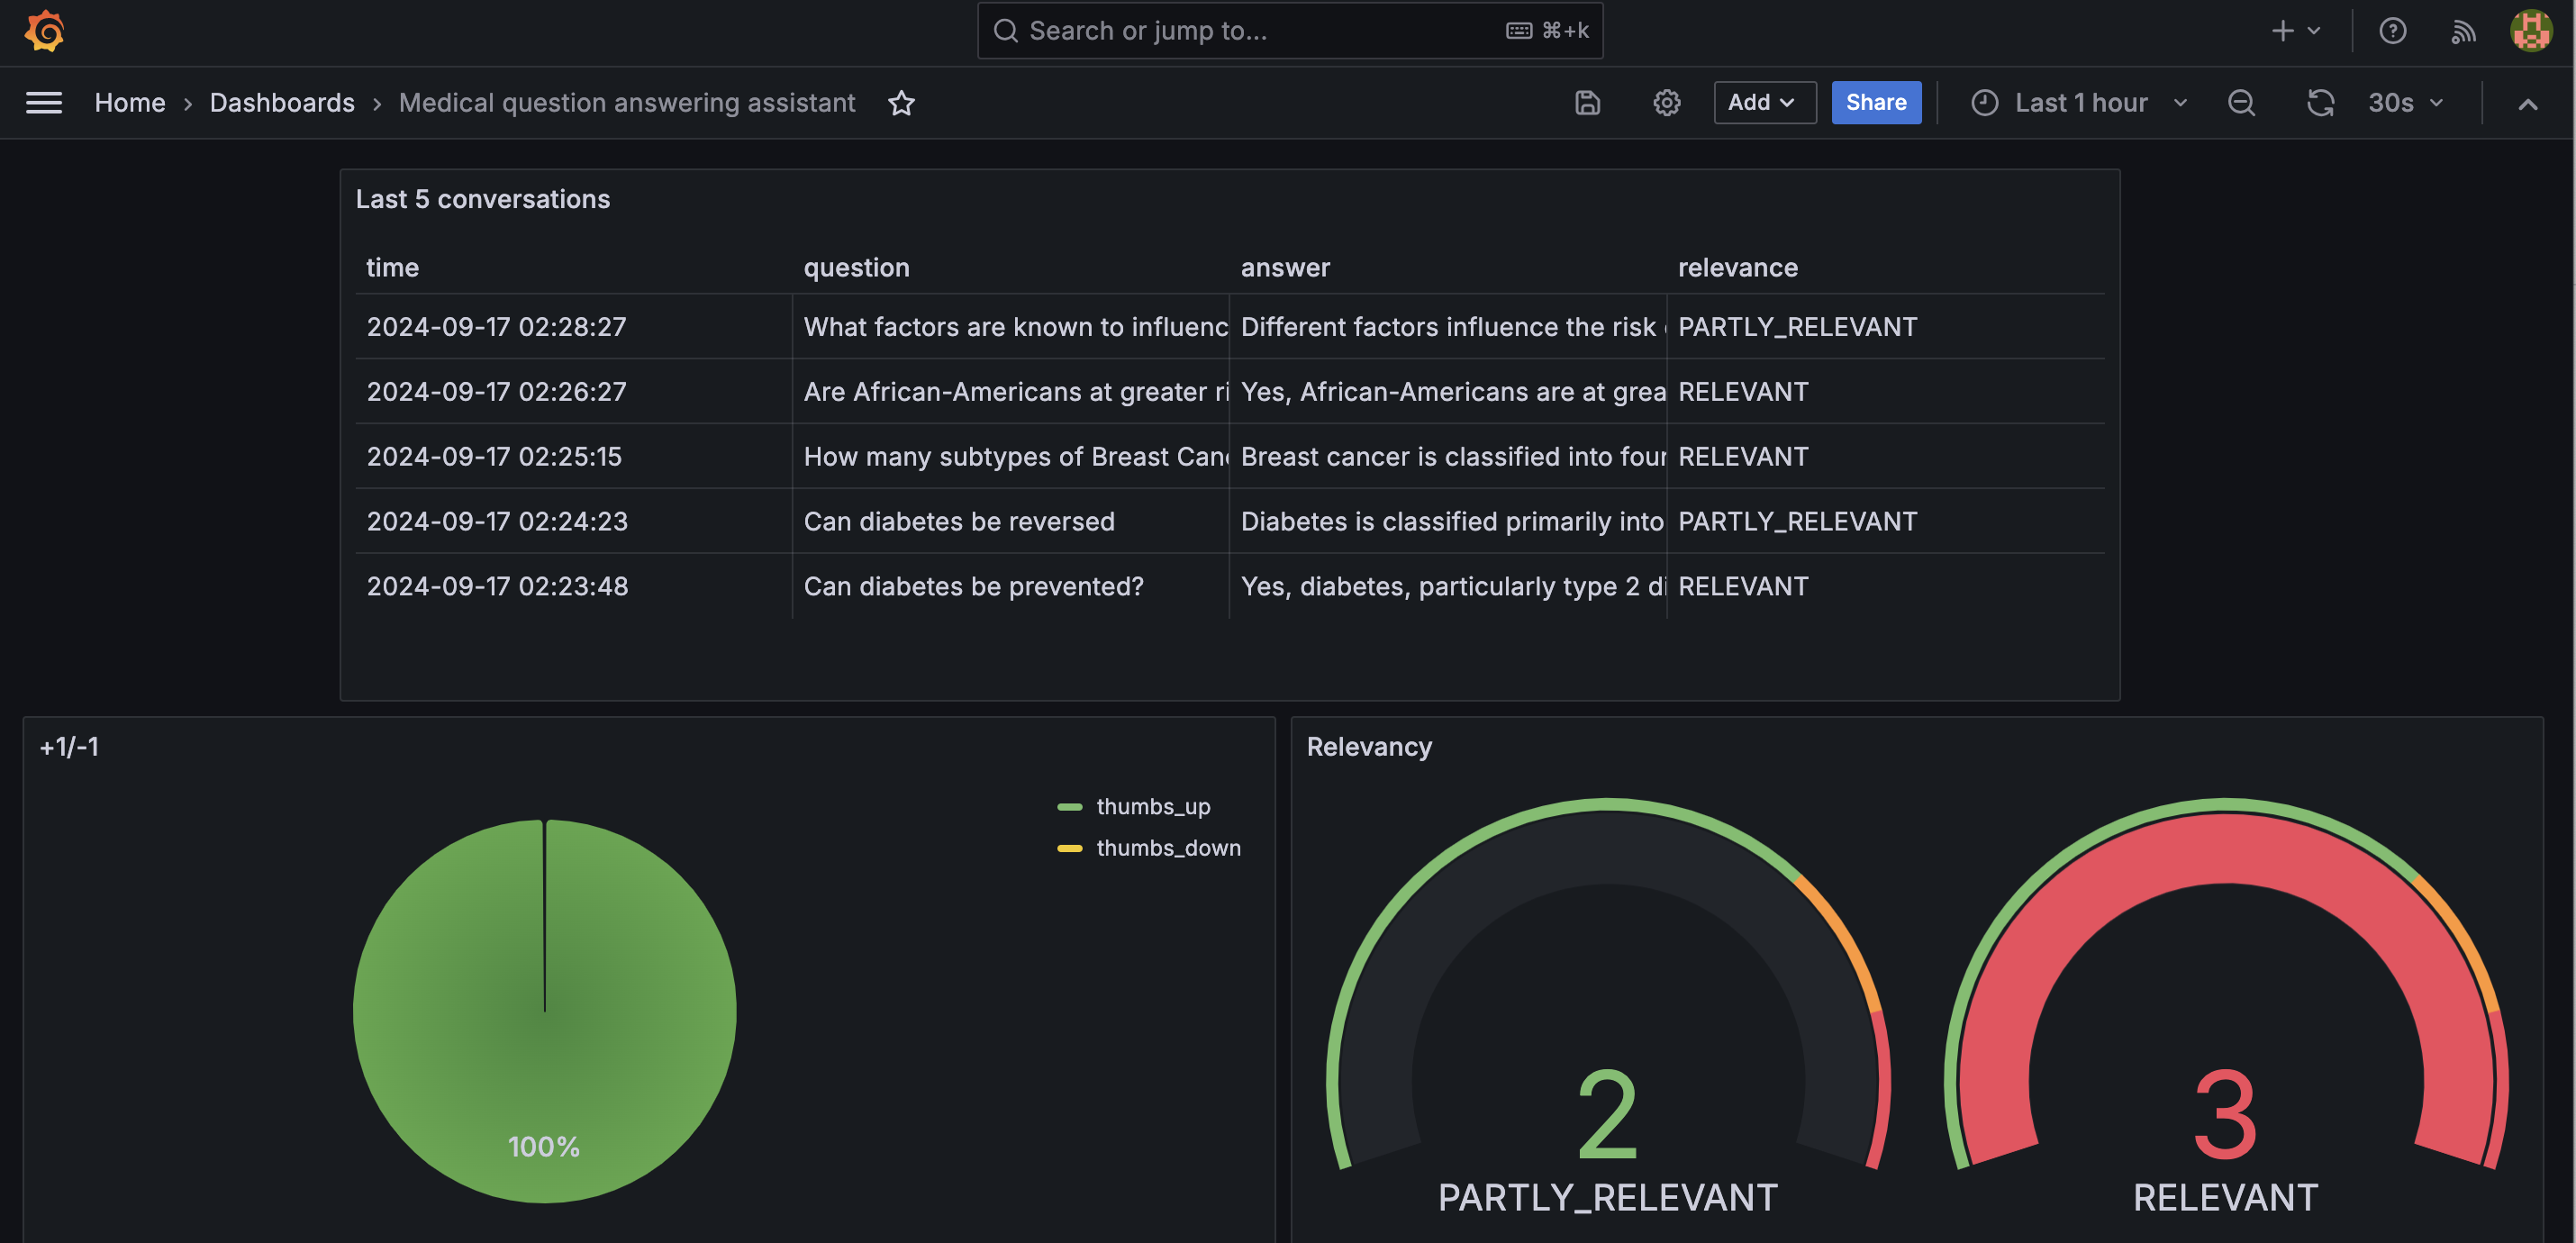 Search or jump to... ⌘+k
Home › Dashboards › Medical question answering assistant Add Share Last 1 hour 30s
Last 5 conversations
time question answer relevance
2024-09-17 02:28:27 What factors are known to influenc Different factors influence the risk PARTLY_RELEVANT
2024-09-17 02:26:27 Are African-Americans at greater ri Yes, African-Americans are at grea RELEVANT
2024-09-17 02:25:15 How many subtypes of Breast Canc Breast cancer is classified into four RELEVANT
2024-09-17 02:24:23 Can diabetes be reversed Diabetes is classified primarily into PARTLY_RELEVANT
2024-09-17 02:23:48 Can diabetes be prevented? Yes, diabetes, particularly type 2 di RELEVANT
+1/-1
thumbs_up
thumbs_down
100%
Relevancy
2 3
PARTLY_RELEVANT RELEVANT